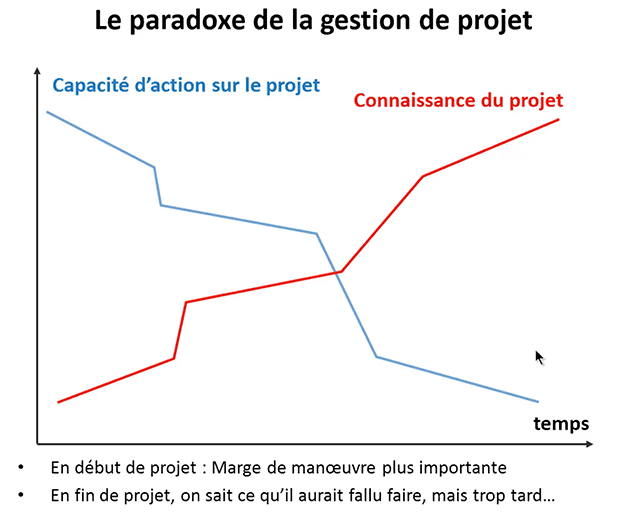 Le paradoxe de la gestion de projet
Capacité d’action sur le projet
Connaissance du projet
temps
• En début de projet : Marge de manœuvre plus importante
• En fin de projet, on sait ce qu’il aurait fallu faire, mais trop tard…